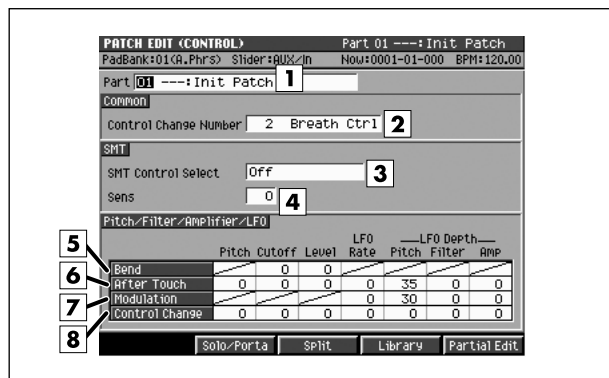 PATCH EDIT (CONTROL) Part 01 ---:Init Patch
PadBank:01(A.Phrs) Slider:AUX/In Now:0001-01-000 BPM:120.00
Part 01 ---:Init Patch 1
Common
Control Change Number 2 Breath Ctrl 2
SMT
SMT Control Select Off 3
Sens 0 4
Pitch/Filter/Amplifier/LFO
LFO LFO Depth
Pitch Cutoff Level Rate Pitch Filter Amp
5 Bend 0 0
6 After Touch 0 0 0 0 35 0 0
7 Modulation 0 30 0 0
8 Control Change 0 0 0 0 0 0 0
Solo/Porta Split Library Partial Edit